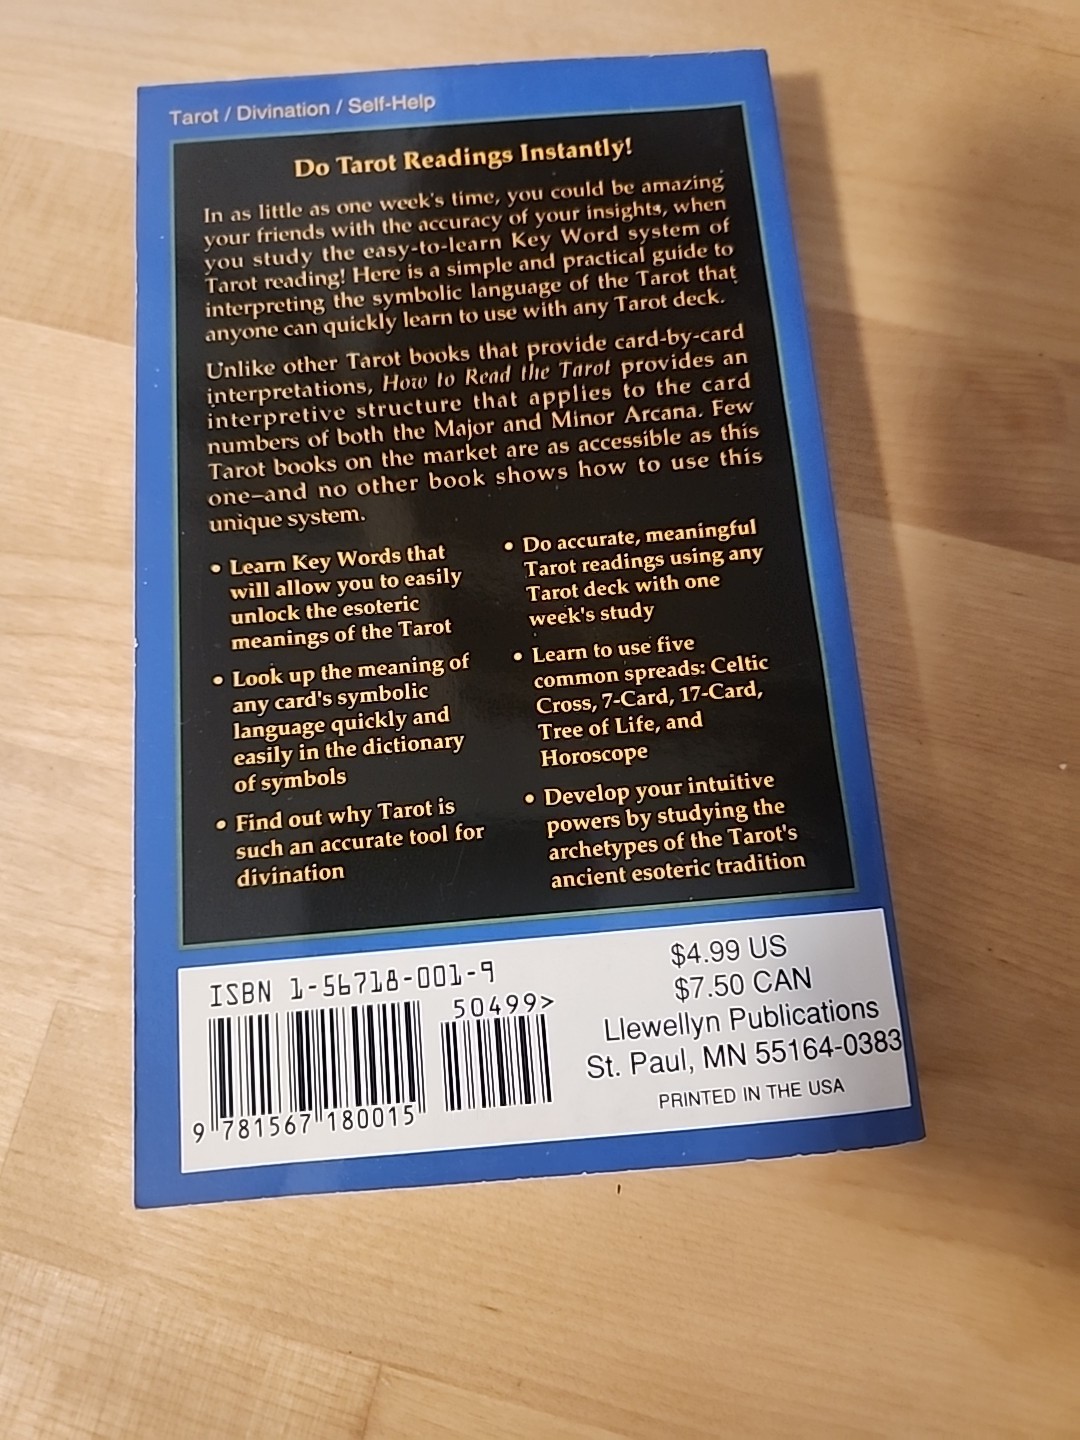 Tarot / Divination / Self-Help
Do Tarot Readings Instantly!
In as little as one week's time, you could be amazing
your friends with the accuracy of your insights, when
you study the easy-to-learn Key Word system of
Tarot reading! Here is a simple and practical guide to
interpreting the symbolic language of the Tarot that
anyone can quickly learn to use with any Tarot deck.
Unlike other Tarot books that provide card-by-card
interpretations, How to Read the Tarot provides an
interpretive structure that applies to the card
numbers of both the Major and Minor Arcana. Few
Tarot books on the market are as accessible as this
one–and no other book shows how to use this
unique system.
• Learn Key Words that
will allow you to easily
unlock the esoteric
meanings of the Tarot
• Look up the meaning of
any card's symbolic
language quickly and
easily in the dictionary
of symbols
• Find out why Tarot is
such an accurate tool for
divination
• Do accurate, meaningful
Tarot readings using any
Tarot deck with one
week's study
• Learn to use five
common spreads: Celtic
Cross, 7-Card, 17-Card,
Tree of Life, and
Horoscope
• Develop your intuitive
powers by studying the
archetypes of the Tarot's
ancient esoteric tradition
ISBN 1-56718-001-9
50499>
9 781567 180015
$4.99 US
$7.50 CAN
Llewellyn Publications
St. Paul, MN 55164-0383
PRINTED IN THE USA